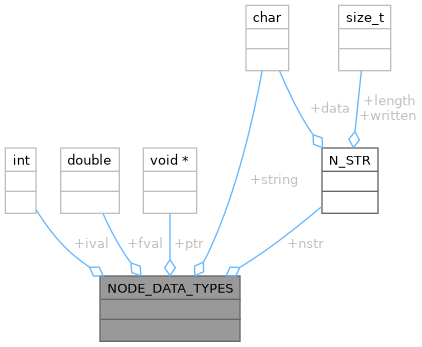 char
size_t
+data
+length
+written
int
double
void *
N_STR
+string
+ival
+fval
+ptr
+nstr
NODE_DATA_TYPES